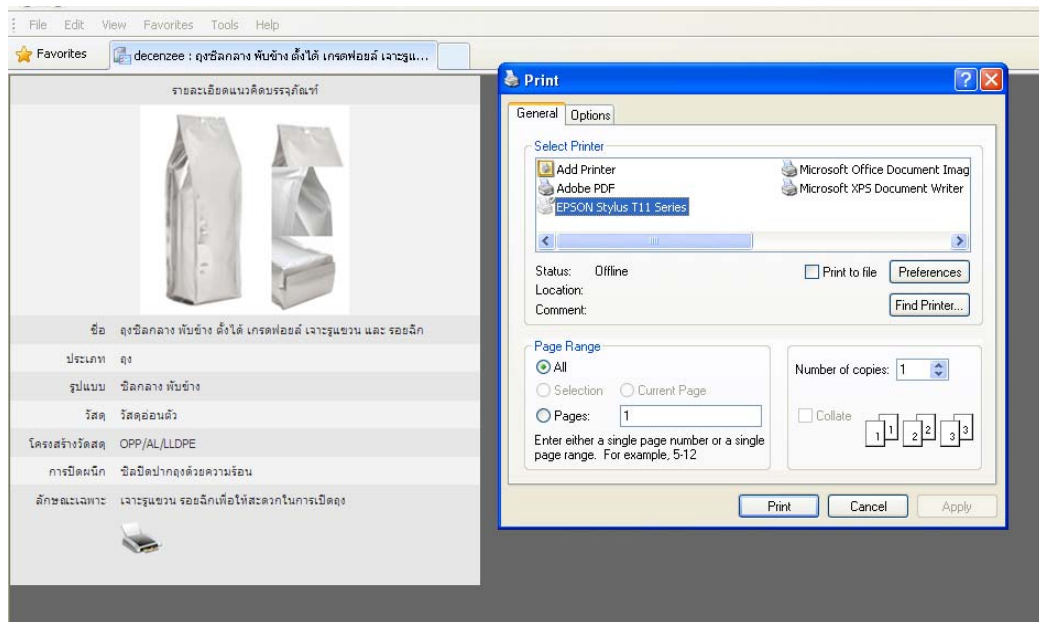 File Edit View Favorites Tools Help
Favorites decenzee : ถุงซีลกลาง พับข้าง ตั้งได้ เกรดฟอยล์ เจาะรูแ...
รายละเอียดแนวคิดบรรจุภัณฑ์
ชื่อ ถุงซีลกลาง พับข้าง ตั้งได้ เกรดฟอยล์ เจาะรูแขวน และ รอยฉีก
ประเภท ถุง
รูปแบบ ซีลกลาง พับข้าง
วัสดุ วัสดุอ่อนตัว
โครงสร้างวัสดุ OPP/AL/LLDPE
การปิดผนึก ซีลปิดปากถุงด้วยความร้อน
ลักษณะเฉพาะ เจาะรูแขวน รอยฉีกเพื่อให้สะดวกในการเปิดถุง
Print
General Options
Select Printer
Add Printer Microsoft Office Document Imag
Adobe PDF Microsoft XPS Document Writer
EPSON Stylus T11 Series
Status: Offline Print to file Preferences
Location:
Comment: Find Printer...
Page Range
All Number of copies: 1
Selection Current Page
Pages: 1 Collate 1 1 2 2 3 3
Enter either a single page number or a single
page range. For example, 5-12
Print Cancel Apply